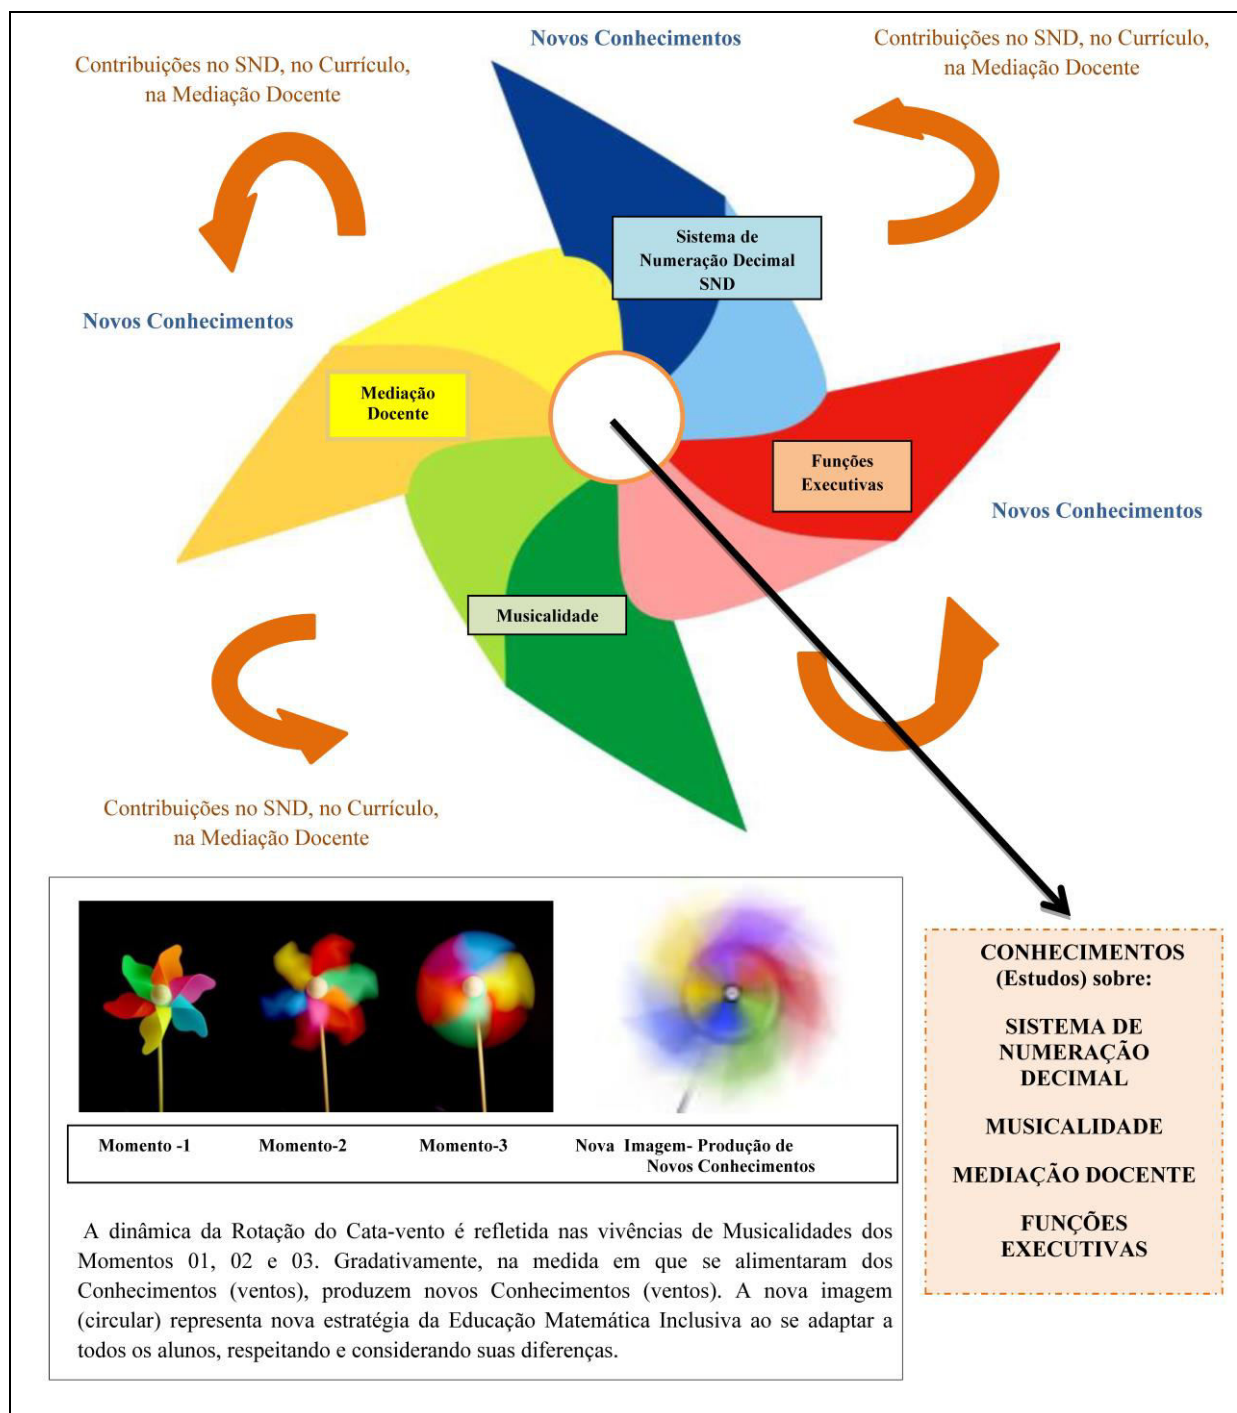 Novos Conhecimentos
Contribuições no SND, no Currículo,
na Mediação Docente
Contribuições no SND, no Currículo,
na Mediação Docente
Sistema de
Numeração Decimal
SND
Novos Conhecimentos
Mediação
Docente
Funções
Executivas
Novos Conhecimentos
Musicalidade
Contribuições no SND, no Currículo,
na Mediação Docente
CONHECIMENTOS
(Estudos) sobre:
SISTEMA DE
NUMERAÇÃO
DECIMAL
MUSICALIDADE
MEDIAÇÃO DOCENTE
FUNÇÕES
EXECUTIVAS
Momento -1 Momento-2 Momento-3 Nova Imagem- Produção de
Novos Conhecimentos
A dinâmica da Rotação do Cata-vento é refletida nas vivências de Musicalidades dos
Momentos 01, 02 e 03. Gradativamente, na medida em que se alimentaram dos
Conhecimentos (ventos), produzem novos Conhecimentos (ventos). A nova imagem
(circular) representa nova estratégia da Educação Matemática Inclusiva ao se adaptar a
todos os alunos, respeitando e considerando suas diferenças.